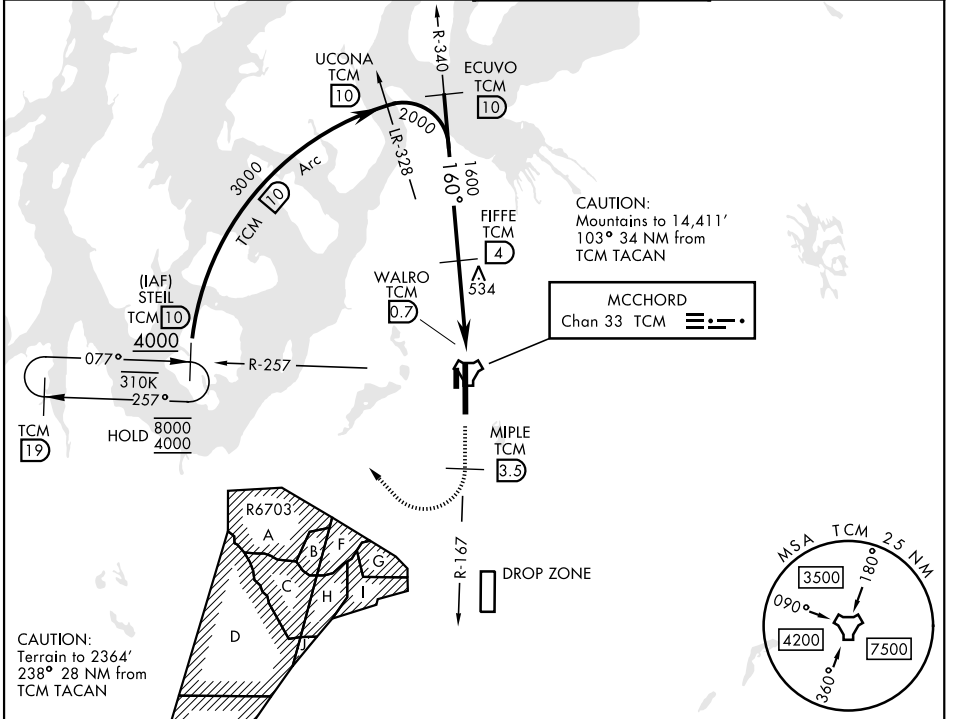 R-340
UCONA
TCM
10
ECUVO
TCM
10
2000
LR-328
3000
Arc
TCM 10
1600
160°
FIFFE
TCM
4
534
CAUTION:
Mountains to 14,411'
103° 34 NM from
TCM TACAN
WALRO
TCM
0.7
MCCHORD
Chan 33 TCM
(IAF)
STEIL
TCM 10
4000
077°
R-257
310K
257°
TCM
19
HOLD 8000
4000
MIPLE
TCM
3.5
R6703
A
B
F
G
C
H
I
D
J
R-167
DROP ZONE
CAUTION:
Terrain to 2364'
238° 28 NM from
TCM TACAN
MSA TCM 25 NM
3500
180°
090°
4200
7500
360°